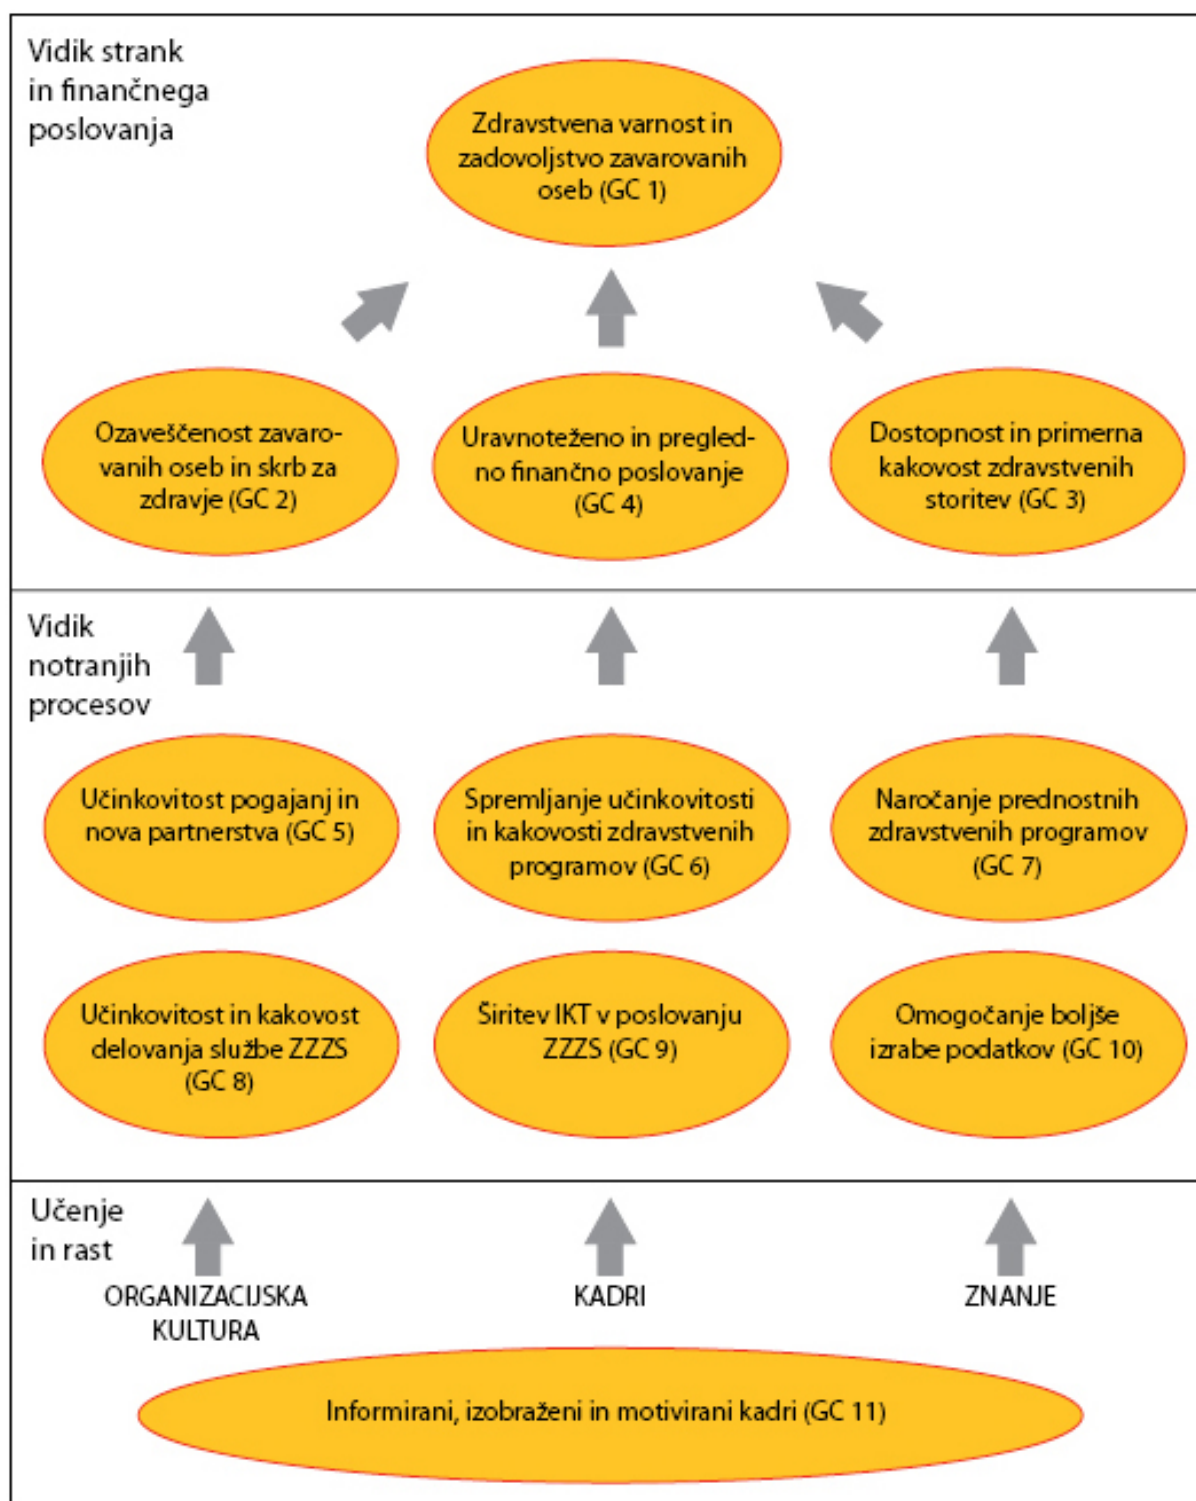 Vidik strank
in finančnega
poslovanja
Zdravstvena varnost in
zadovoljstvo zavarovanih
oseb (GC 1)
Ozaveščenost zavaro-
vanih oseb in skrb za
zdravje (GC 2)
Uravnoteženo in pregled-
no finančno poslovanje
(GC 4)
Dostopnost in primerna
kakovost zdravstvenih
storitev (GC 3)
Vidik
notranjih
procesov
Učinkovitost pogajanj in
nova partnerstva (GC 5)
Spremljanje učinkovitosti
in kakovosti zdravstvenih
programov (GC 6)
Naročanje prednostnih
zdravstvenih programov
(GC 7)
Učinkovitost in kakovost
delovanja službe ZZZS
(GC 8)
Širitev IKT v poslovanju
ZZZS (GC 9)
Omogočanje boljše
izrabe podatkov (GC 10)
Učenje
in rast
ORGANIZACIJSKA
KULTURA
KADRI
ZNANJE
Informirani, izobraženi in motivirani kadri (GC 11)